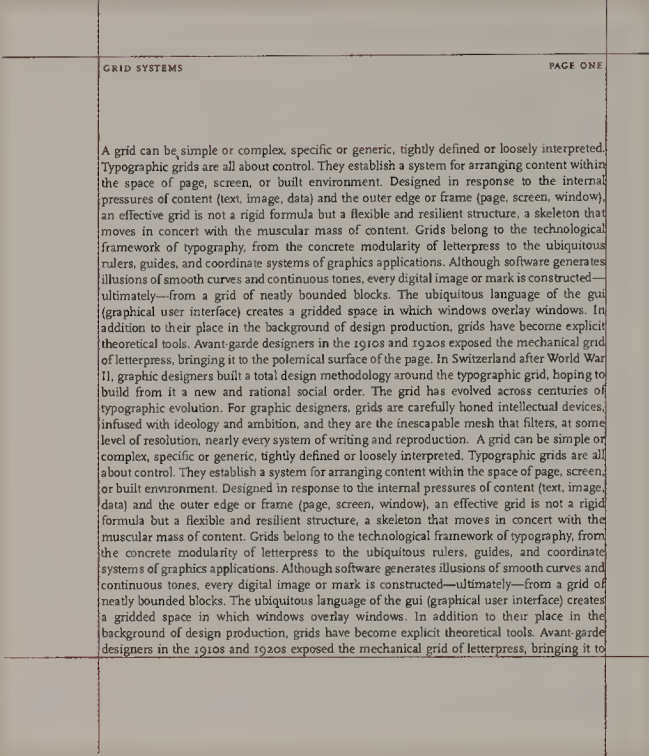 GRID SYSTEMS
PAGE ONE
A grid can be simple or complex, specific or generic, tightly defined or loosely interpreted.
Typographic grids are all about control. They establish a system for arranging content within
the space of page, screen, or built environment. Designed in response to the internal
pressures of content (text, image, data) and the outer edge or frame (page, screen, window),
an effective grid is not a rigid formula but a flexible and resilient structure, a skeleton that
moves in concert with the muscular mass of content. Grids belong to the technological
framework of typography, from the concrete modularity of letterpress to the ubiquitous
rulers, guides, and coordinate systems of graphics applications. Although software generates
illusions of smooth curves and continuous tones, every digital image or mark is constructed—
ultimately—from a grid of neatly bounded blocks. The ubiquitous language of the gui
(graphical user interface) creates a gridded space in which windows overlay windows. In
addition to their place in the background of design production, grids have become explicit
theoretical tools. Avant-garde designers in the 1910s and 1920s exposed the mechanical grid
of letterpress, bringing it to the polemical surface of the page. In Switzerland after World War
II, graphic designers built a total design methodology around the typographic grid, hoping to
build from it a new and rational social order. The grid has evolved across centuries of
typographic evolution. For graphic designers, grids are carefully honed intellectual devices,
infused with ideology and ambition, and they are the inescapable mesh that filters, at some
level of resolution, nearly every system of writing and reproduction. A grid can be simple or
complex, specific or generic, tightly defined or loosely interpreted. Typographic grids are all
about control. They establish a system for arranging content within the space of page, screen,
or built environment. Designed in response to the internal pressures of content (text, image,
data) and the outer edge or frame (page, screen, window), an effective grid is not a rigid
formula but a flexible and resilient structure, a skeleton that moves in concert with the
muscular mass of content. Grids belong to the technological framework of typography, from
the concrete modularity of letterpress to the ubiquitous rulers, guides, and coordinate
systems of graphics applications. Although software generates illusions of smooth curves and
continuous tones, every digital image or mark is constructed—ultimately—from a grid of
neatly bounded blocks. The ubiquitous language of the gui (graphical user interface) creates
a gridded space in which windows overlay windows. In addition to their place in the
background of design production, grids have become explicit theoretical tools. Avant-garde
designers in the 1910s and 1920s exposed the mechanical grid of letterpress, bringing it to